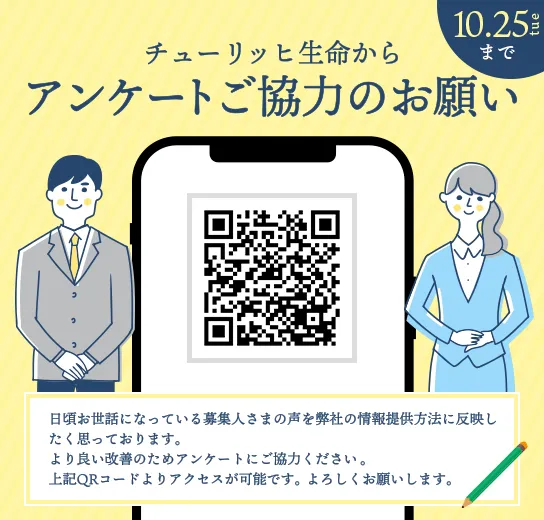 10.25 tue
まで
チューリッヒ生命から
アンケートご協力のお願い
日頃お世話になっている募集人さまの声を弊社の情報提供方法に反映し
たく思っております。
より良い改善のためアンケートにご協力ください。
上記QRコードよりアクセスが可能です。よろしくお願いします。